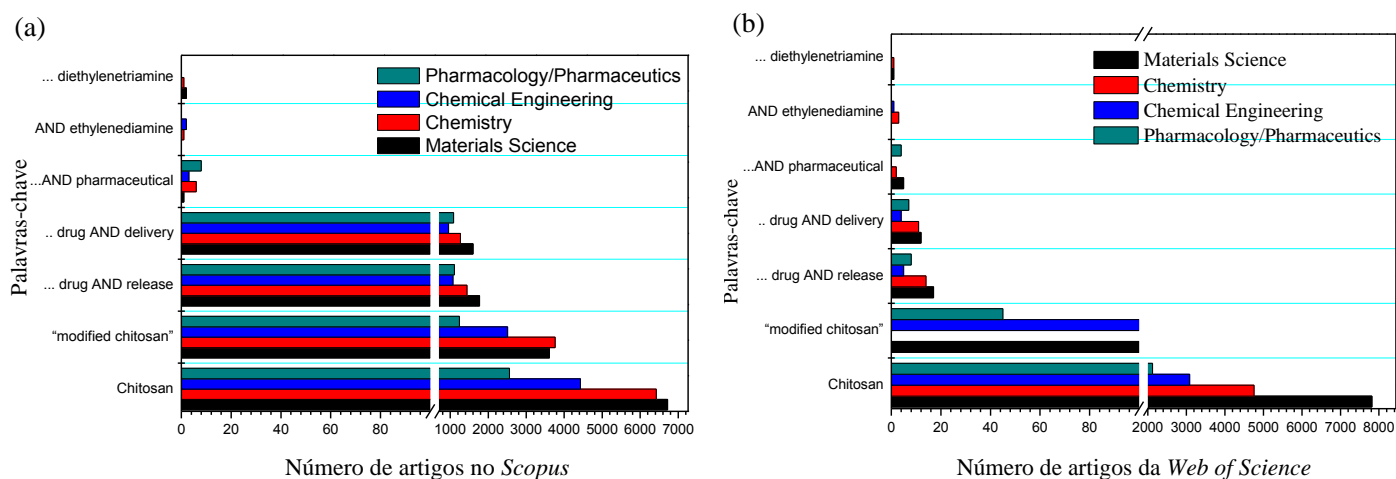 (a)
Palavras-chave
... diethylenetriamine
AND ethylenediamine
...AND pharmaceutical
.. drug AND delivery
... drug AND release
“modified chitosan”
Chitosan
Pharmacology/Pharmaceutics
Chemical Engineering
Chemistry
Materials Science
0 20 40 60 80 1000 2000 3000 4000 5000 6000 7000
Número de artigos no Scopus
(b)
Palavras-chave
... diethylenetriamine
AND ethylenediamine
...AND pharmaceutical
.. drug AND delivery
... drug AND release
“modified chitosan”
Chitosan
Materials Science
Chemistry
Chemical Engineering
Pharmacology/Pharmaceutics
0 20 40 60 80 2000 3000 4000 5000 6000 7000 8000
Número de artigos da Web of Science